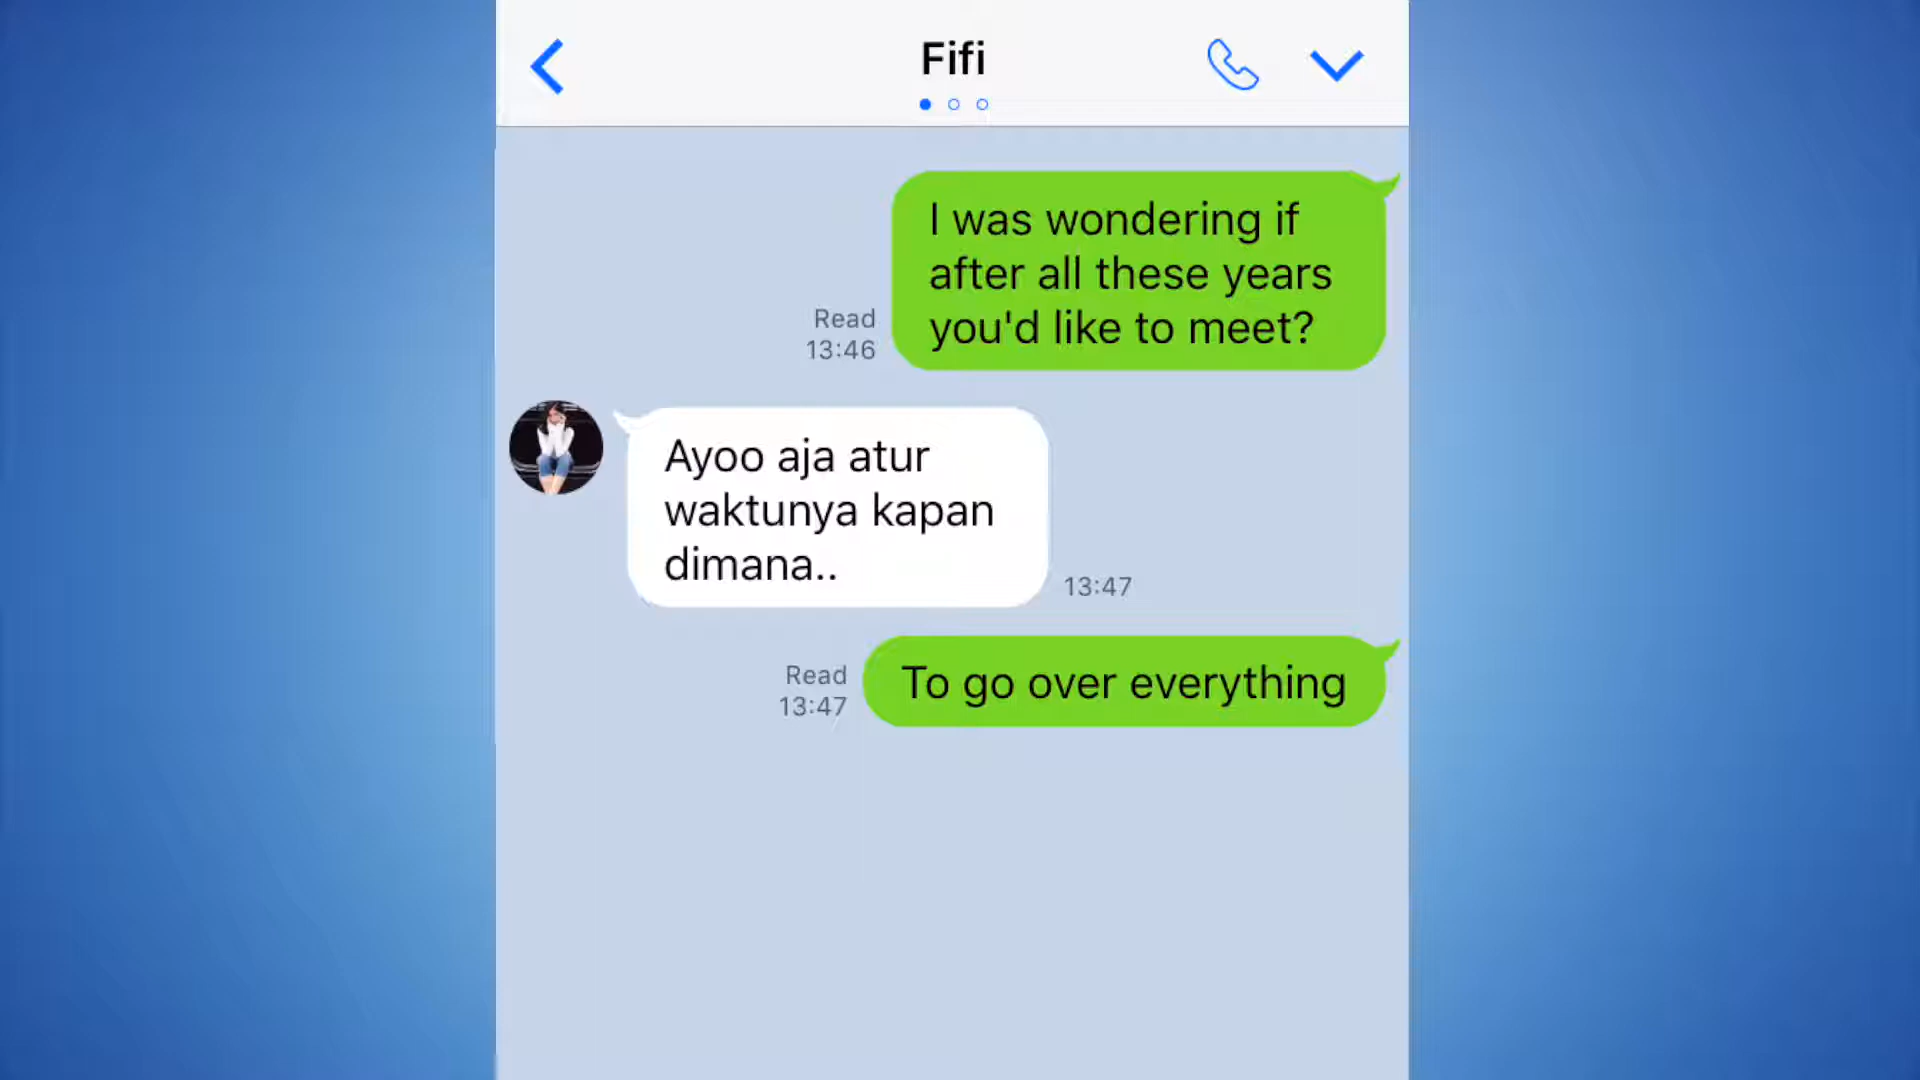 Fifi
I was wondering if
after all these years
you'd like to meet?
Read
13:46
Ayoo aja atur
waktunya kapan
dimana..
13:47
To go over everything
Read
13:47